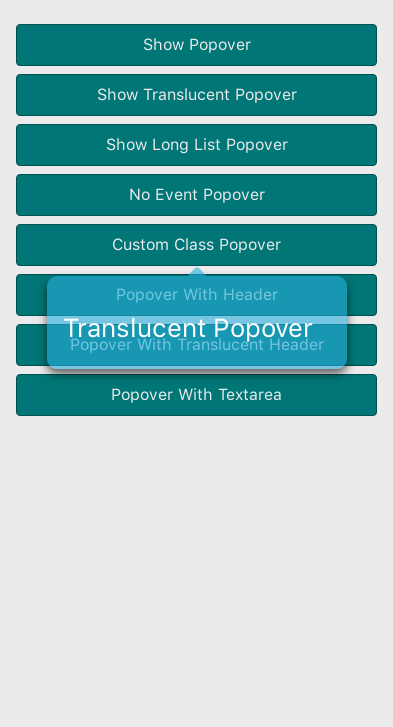 Show Popover
Show Translucent Popover
Show Long List Popover
No Event Popover
Custom Class Popover
Popover With Header
Translucent Popover
Popover With Translucent Header
Popover With Textarea